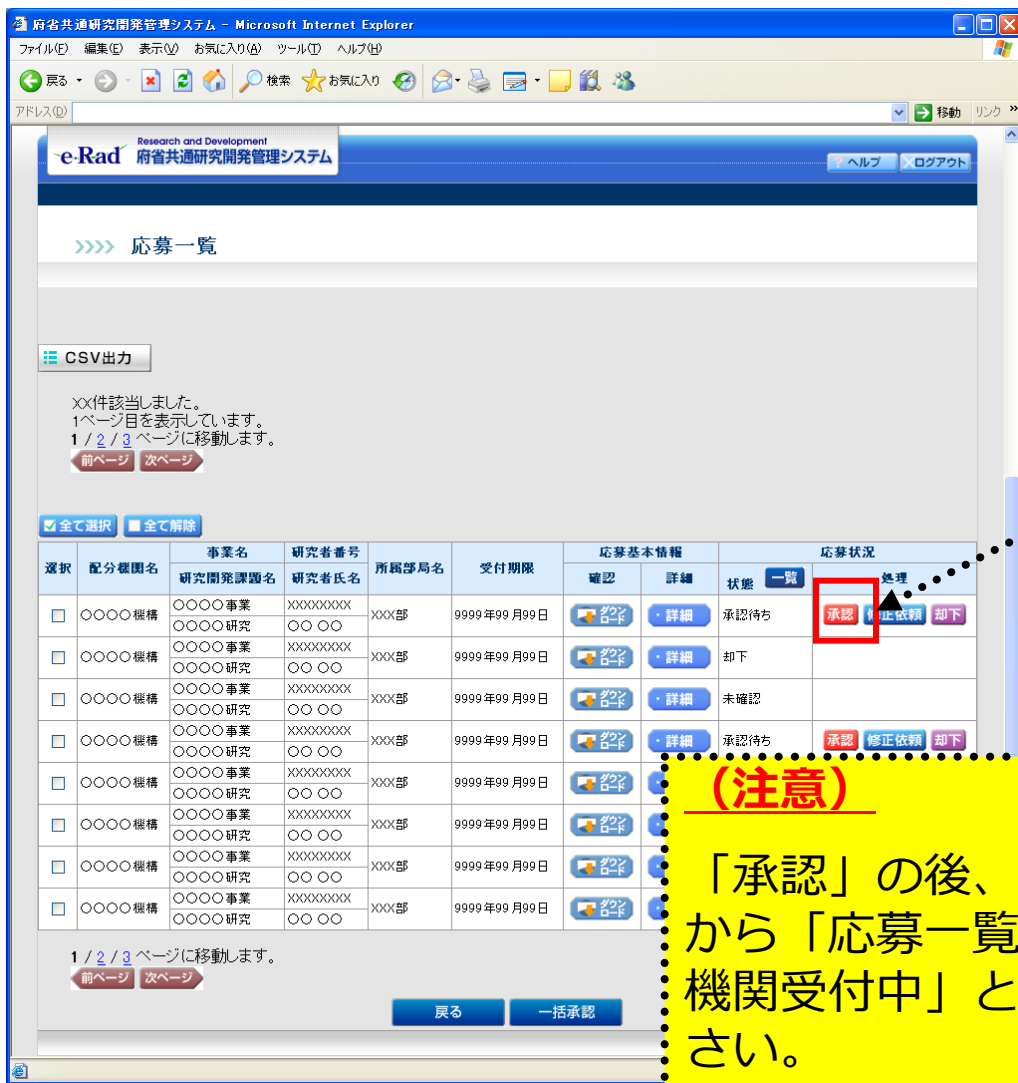 府省共通研究開発管理システム - Microsoft Internet Explorer
ファイル(F) 編集(E) 表示(V) お気に入り(A) ツール(T) ヘルプ(H)
戻る 検索 お気に入り
アドレス(D) 移動 リンク »
e-Rad Research and Development
府省共通研究開発管理システム
? ヘルプ ×ログアウト
>>>> 応募一覧
CSV出力
XX件該当しました。
1ページ目を表示しています。
1 / 2 / 3 ページに移動します。
前ページ 次ページ
全て選択 全て解除
選択 配分機関名 事業名 研究者番号 所属部局名 受付期限 応募基本情報 応募状況
研究開発課題名 研究者氏名 確認 詳細 状態 一覧 処理
○○○○機構 ○○○○事業 XXXXXXXX XXX部 9999年99月99日 ダウンロード ・詳細 承認待ち 承認 修正依頼 却下
○○○○研究 ○○ ○○
○○○○機構 ○○○○事業 XXXXXXXX XXX部 9999年99月99日 ダウンロード ・詳細 却下
○○○○研究 ○○ ○○
○○○○機構 ○○○○事業 XXXXXXXX XXX部 9999年99月99日 ダウンロード ・詳細 未確認
○○○○研究 ○○ ○○
○○○○機構 ○○○○事業 XXXXXXXX XXX部 9999年99月99日 ダウンロード ・詳細 承認待ち 承認 修正依頼 却下
○○○○研究 ○○ ○○
○○○○機構 ○○○○事業 XXXXXXXX XXX部 9999年99月99日 ダウンロード
○○○○研究 ○○ ○○
○○○○機構 ○○○○事業 XXXXXXXX XXX部 9999年99月99日 ダウンロード
○○○○研究 ○○ ○○
○○○○機構 ○○○○事業 XXXXXXXX XXX部 9999年99月99日 ダウンロード
○○○○研究 ○○ ○○
○○○○機構 ○○○○事業 XXXXXXXX XXX部 9999年99月99日 ダウンロード
○○○○研究 ○○ ○○
1 / 2 / 3 ページに移動します。
前ページ 次ページ
戻る 一括承認
（注意）
「承認」の後、
から「応募一覧
機関受付中」と
さい。